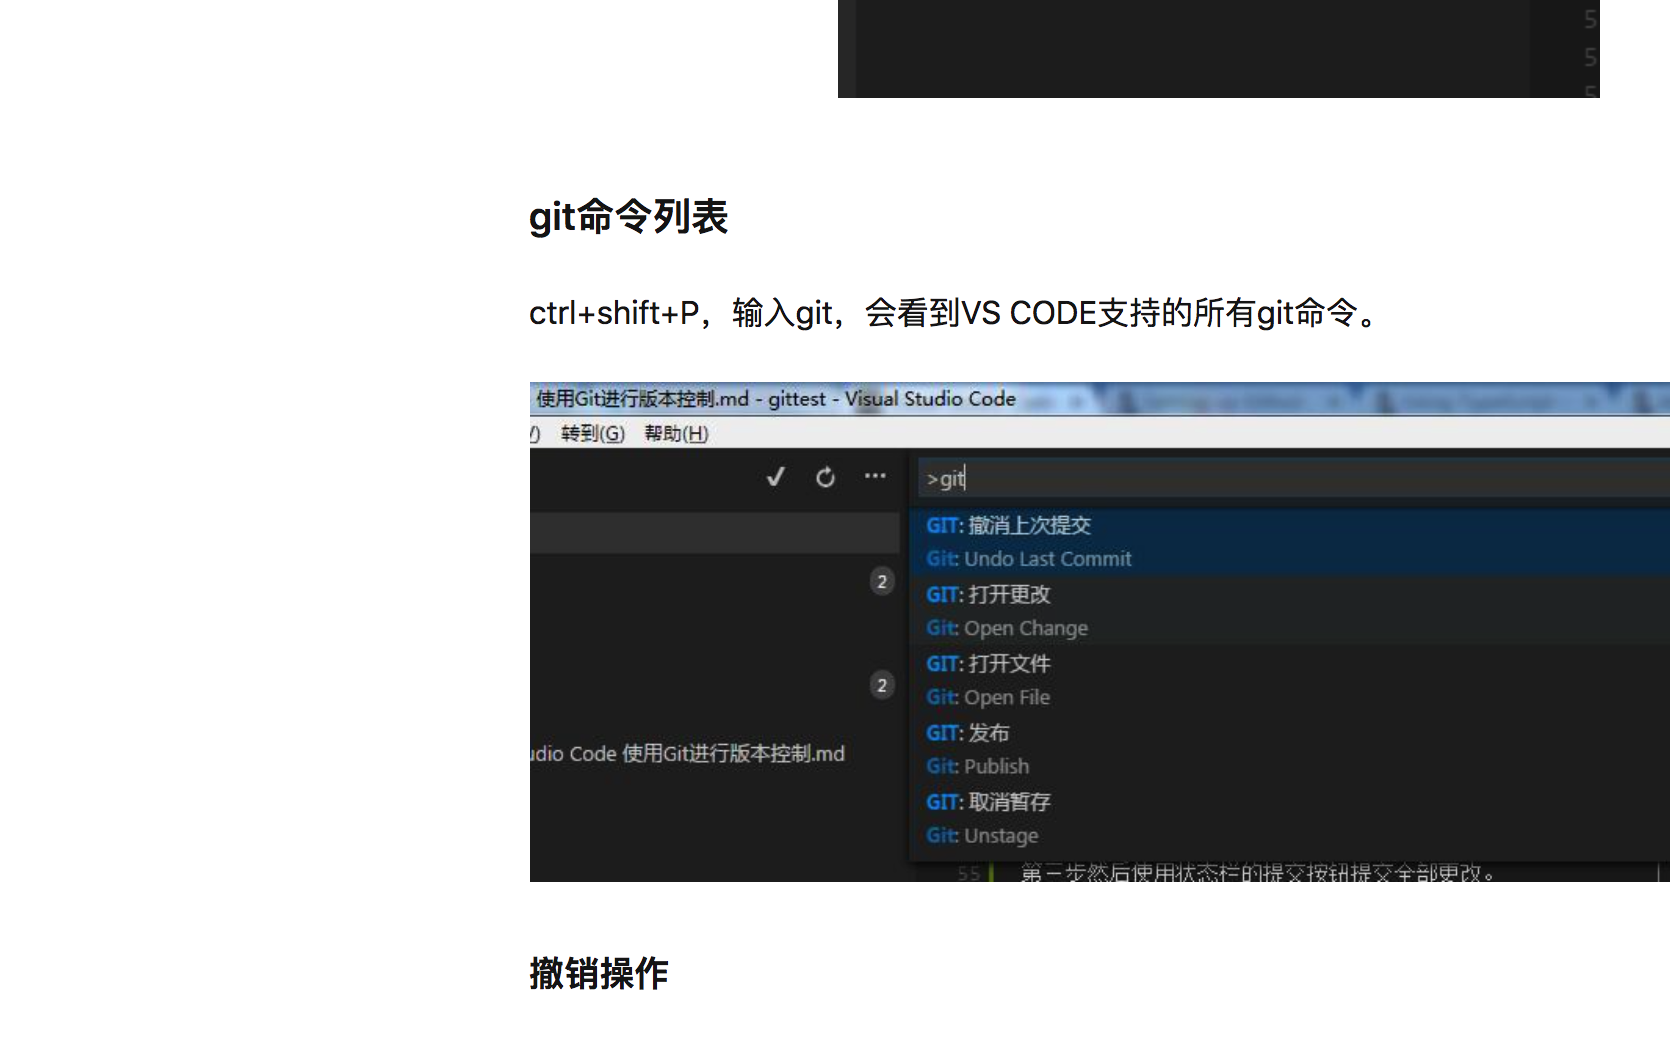 5
5
5
git命令列表
ctrl+shift+P，输入git，会看到VS CODE支持的所有git命令。
使用Git进行版本控制.md - gittest - Visual Studio Code
转到(G) 帮助(H)
>git
GIT: 撤消上次提交
Git: Undo Last Commit
2
GIT: 打开更改
Git: Open Change
GIT: 打开文件
2
Git: Open File
GIT: 发布
udio Code 使用Git进行版本控制.md
Git: Publish
GIT: 取消暂存
Git: Unstage
55 第三步然后使用状态栏的提交按钮提交全部更改。
撤销操作